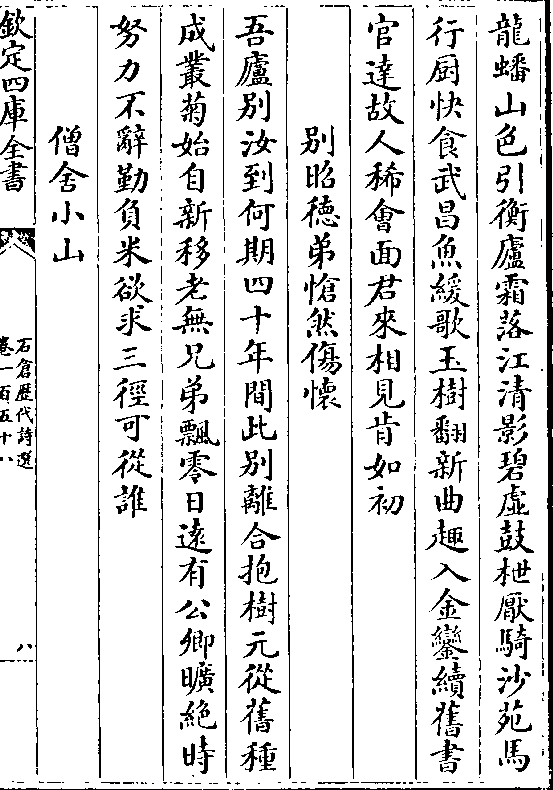 龍蟠山色引衡廬霜落江清影碧虛鼓枻厭騎沙苑馬
行厨快食武昌魚緩歌玉樹翻新曲趣入金鑾續舊書
官達故人稀會面君來相見肯如初
別昭德弟愴然傷懷
吾廬別汝到何期四十年間此別離合抱樹元從舊種
成叢菊始自新移老無兄弟飄零日逺有公卿曠絶時
努力不辭勤負米欲求三徑可從誰
僧舍小山
欽定四庫全書
石倉歴代詩選
卷一百五十八
八